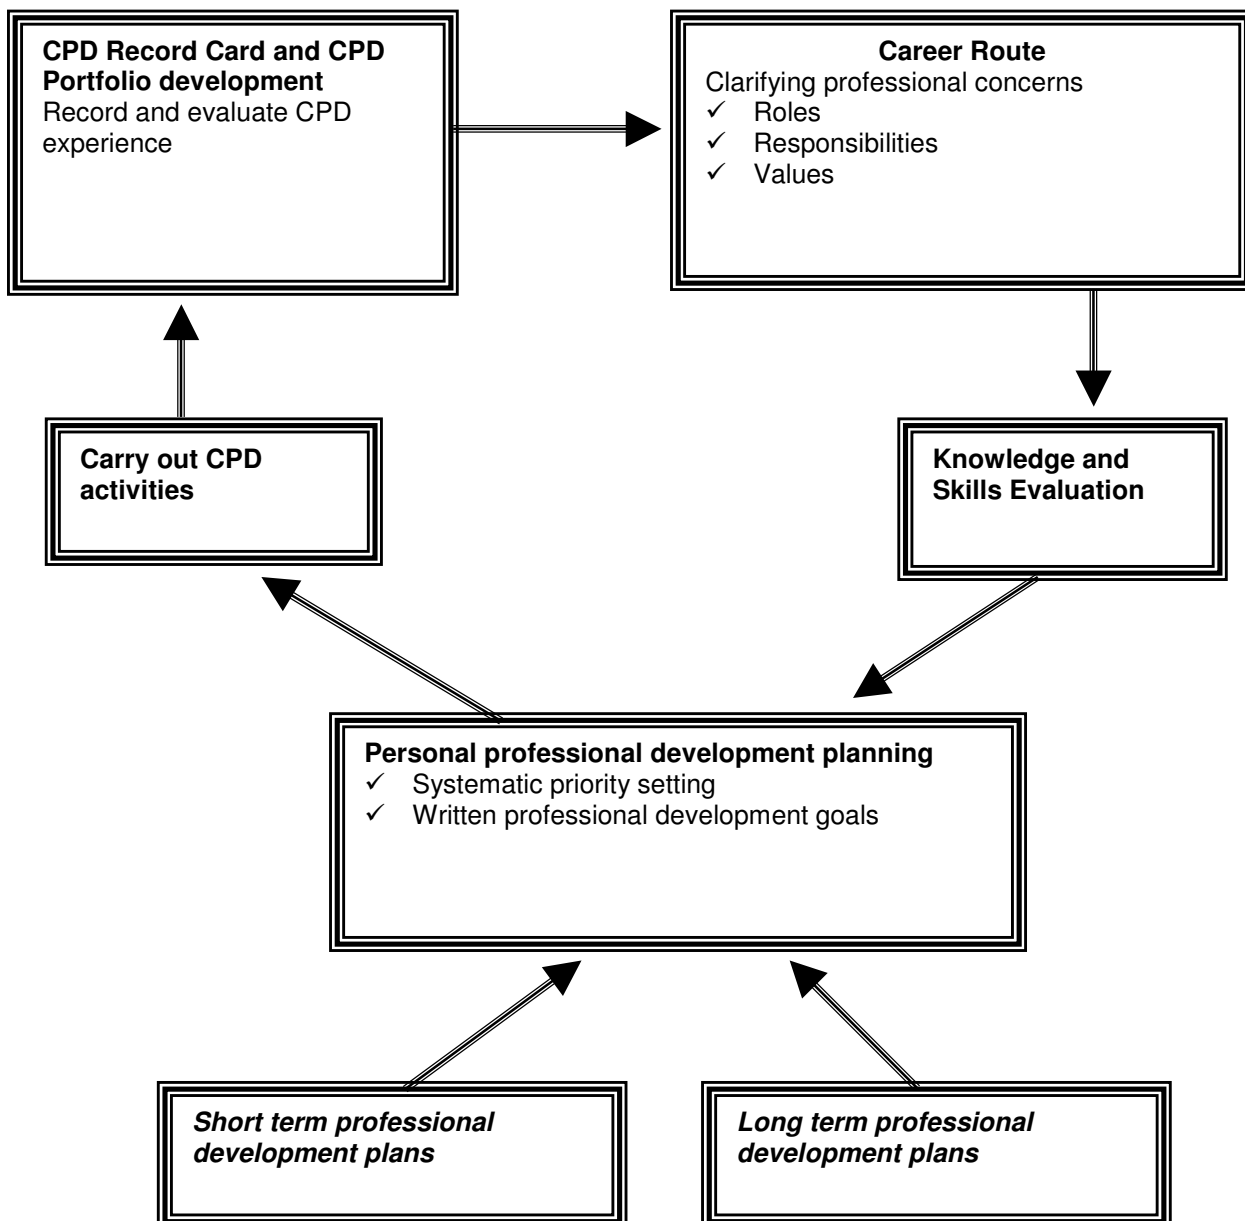 CPD Record Card and CPD
Portfolio development
Record and evaluate CPD
experience
Career Route
Clarifying professional concerns
✓ Roles
✓ Responsibilities
✓ Values
Carry out CPD
activities
Knowledge and
Skills Evaluation
Personal professional development planning
✓ Systematic priority setting
✓ Written professional development goals
Short term professional
development plans
Long term professional
development plans